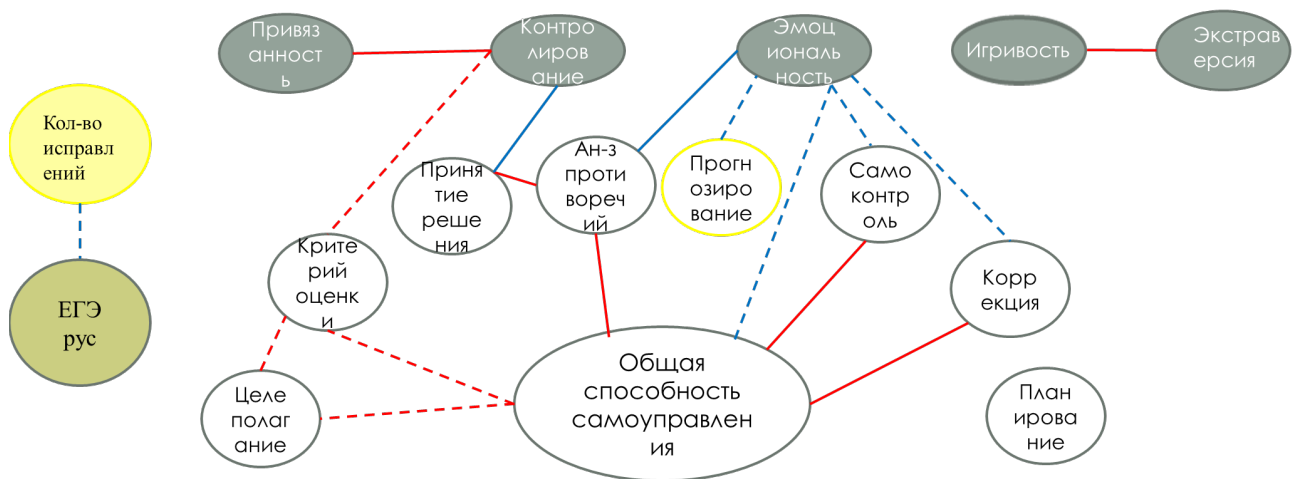 Привяз
анност
ь
Контро
лиров
ание
Эмоц
иональ
ность
Игривость
Экстрав
ерсия
Кол-во
исправл
ений
Приня
тие
реше
ния
Ан-з
проти
воречи
й
Прогн
озиро
вание
Само
контр
оль
Крите
рий
оценк
и
Корр
екция
ЕГЭ
рус
Целе
полаг
ание
Общая
способность
самоуправлен
ия
План
ирова
ние